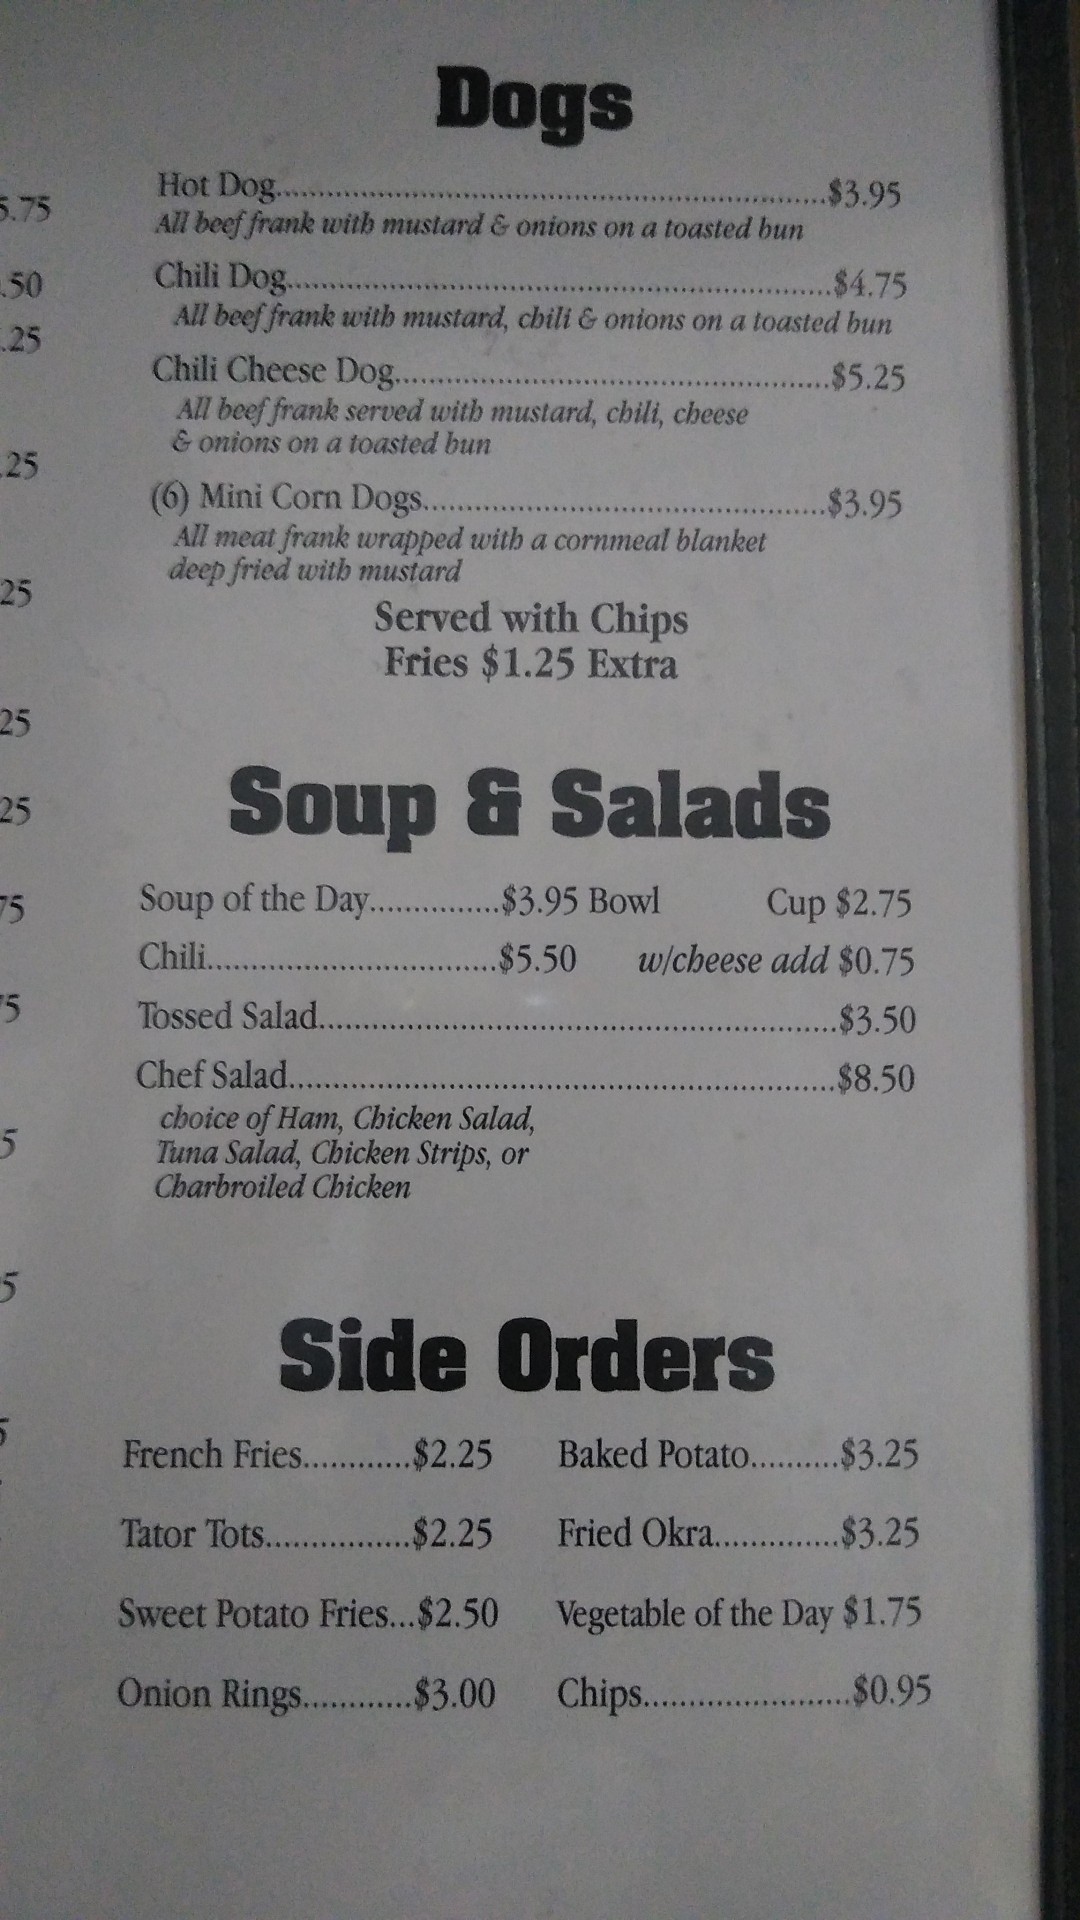 Dogs
Hot Dog..........$3.95
All beef frank with mustard & onions on a toasted bun
Chili Dog..........$4.75
All beef frank with mustard, chili & onions on a toasted bun
Chili Cheese Dog..........$5.25
All beef frank served with mustard, chili, cheese
& onions on a toasted bun
(6) Mini Corn Dogs..........$3.95
All meat frank wrapped with a cornmeal blanket
deep fried with mustard
Served with Chips
Fries $1.25 Extra
Soup & Salads
Soup of the Day...............$3.95 Bowl Cup $2.75
Chili................................$5.50 w/cheese add $0.75
Tossed Salad..........$3.50
Chef Salad..........$8.50
choice of Ham, Chicken Salad,
Tuna Salad, Chicken Strips, or
Charbroiled Chicken
Side Orders
French Fries............$2.25 Baked Potato..........$3.25
Tator Tots................$2.25 Fried Okra..............$3.25
Sweet Potato Fries...$2.50 Vegetable of the Day $1.75
Onion Rings............$3.00 Chips.......................$0.95